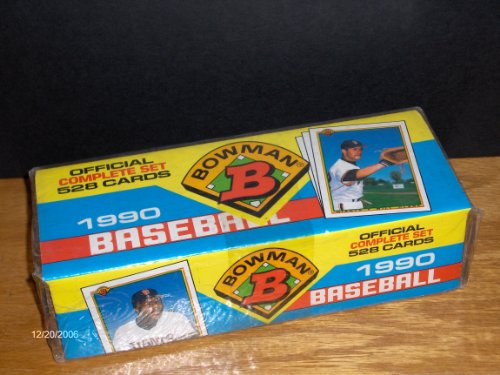 OFFICIAL
COMPLETE SET
528 CARDS
BOWMAN®
B
1990
BASEBALL
OFFICIAL
COMPLETE SET
528 CARDS
BOWMAN®
B
1990
BASEBALL
12/20/2006